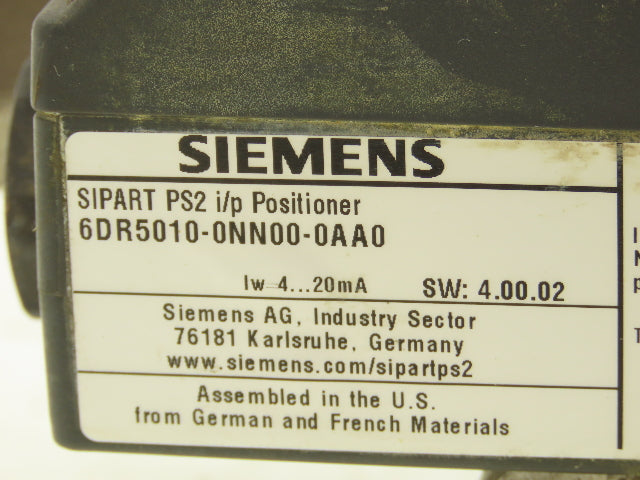 SIEMENS
SIPART PS2 i/p Positioner
6DR5010-0NN00-0AA0
Iw 4...20mA SW: 4.00.02
Siemens AG, Industry Sector
76181 Karlsruhe, Germany
www.siemens.com/sipartps2
Assembled in the U.S.
from German and French Materials